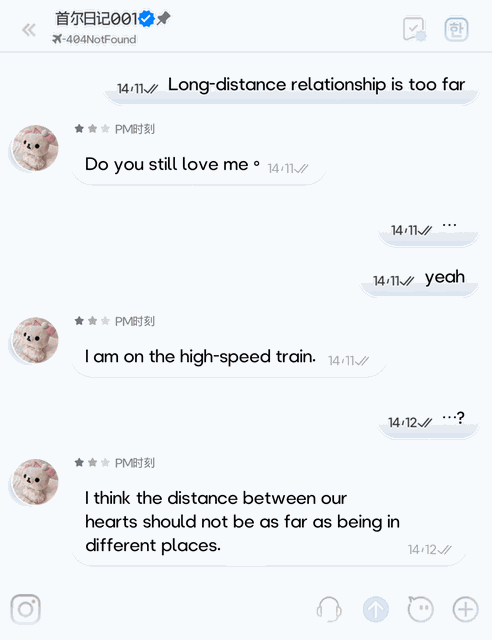 首尔日记001
-404NotFound
한
14:11 Long-distance relationship is too far
PM时刻
Do you still love me。 14:11
14:11 ···
14:11 yeah
PM时刻
I am on the high-speed train. 14:11
14:12 ···?
PM时刻
I think the distance between our
hearts should not be as far as being in
different places. 14:12